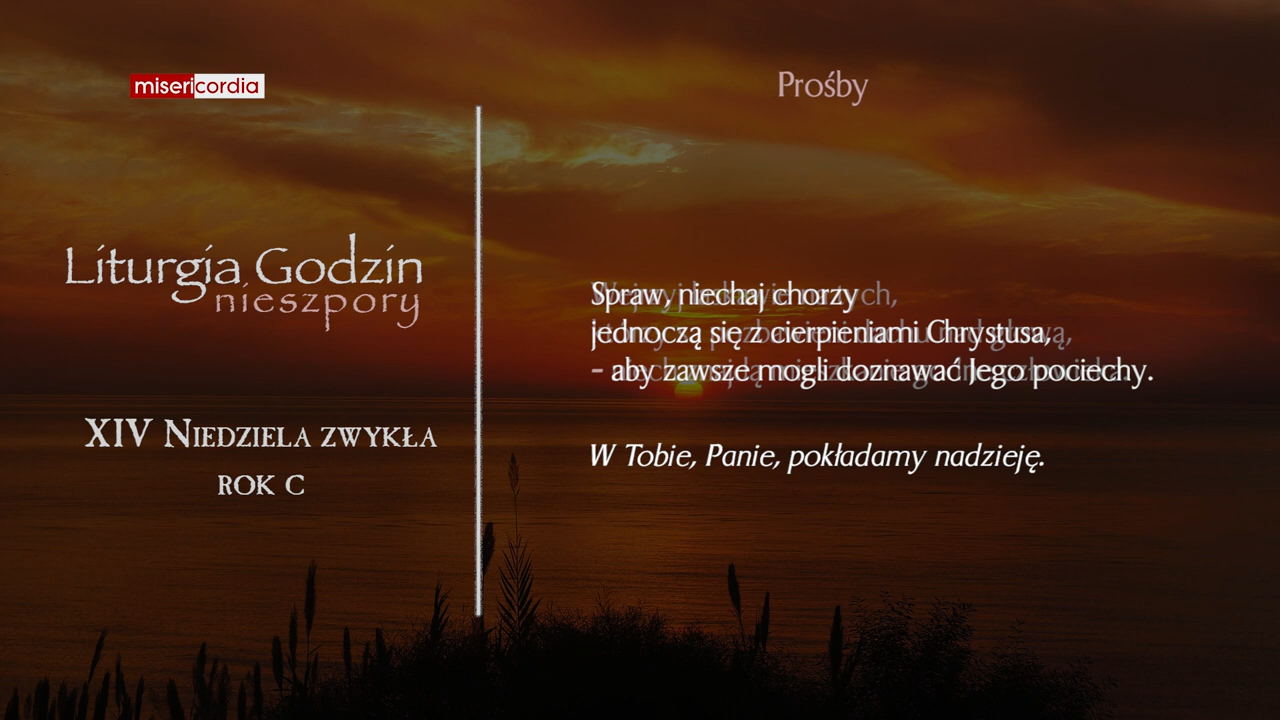 misericordia
Prośby
Liturgia Godzin
nieszpory
XIV Niedziela zwykła
rok C
Spraw, niechaj chorzy
jednoczą się z cierpieniami Chrystusa,
- aby zawsze mogli doznawać Jego pociechy.
W Tobie, Panie, pokładamy nadzieję.